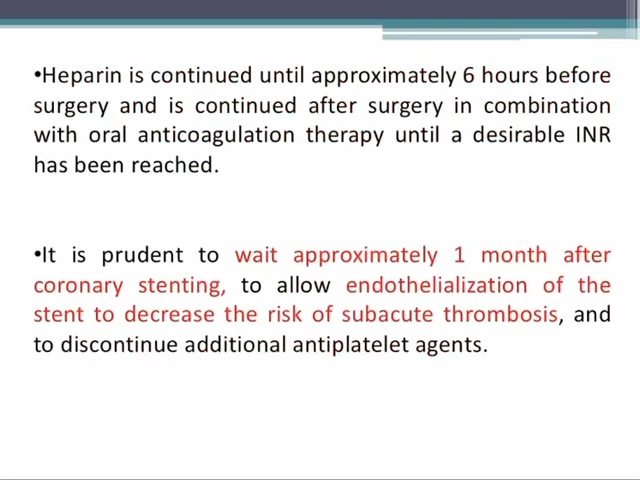 •Heparin is continued until approximately 6 hours before
surgery and is continued after surgery in combination
with oral anticoagulation therapy until a desirable INR
has been reached.
•It is prudent to wait approximately 1 month after
coronary stenting, to allow endothelialization of the
stent to decrease the risk of subacute thrombosis, and
to discontinue additional antiplatelet agents.